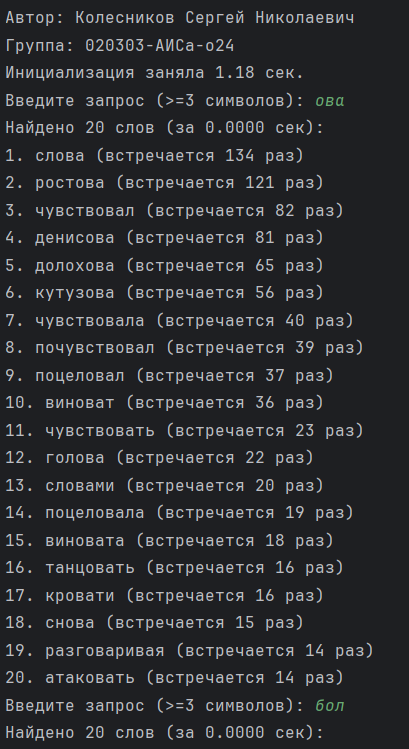 Автор: Колесников Сергей Николаевич
Группа: 020303-АИСа-о24
Инициализация заняла 1.18 сек.
Введите запрос (>=3 символов): ова
Найдено 20 слов (за 0.0000 сек):
1. слова (встречается 134 раз)
2. ростова (встречается 121 раз)
3. чувствовал (встречается 82 раз)
4. денисова (встречается 81 раз)
5. долохова (встречается 65 раз)
6. кутузова (встречается 56 раз)
7. чувствовала (встречается 40 раз)
8. почувствовал (встречается 39 раз)
9. поцеловал (встречается 37 раз)
10. виноват (встречается 36 раз)
11. чувствовать (встречается 23 раз)
12. голова (встречается 22 раз)
13. словами (встречается 20 раз)
14. поцеловала (встречается 19 раз)
15. виновата (встречается 18 раз)
16. танцовать (встречается 16 раз)
17. кровати (встречается 16 раз)
18. снова (встречается 15 раз)
19. разговаривая (встречается 14 раз)
20. атаковать (встречается 14 раз)
Введите запрос (>=3 символов): бол
Найдено 20 слов (за 0.0000 сек):